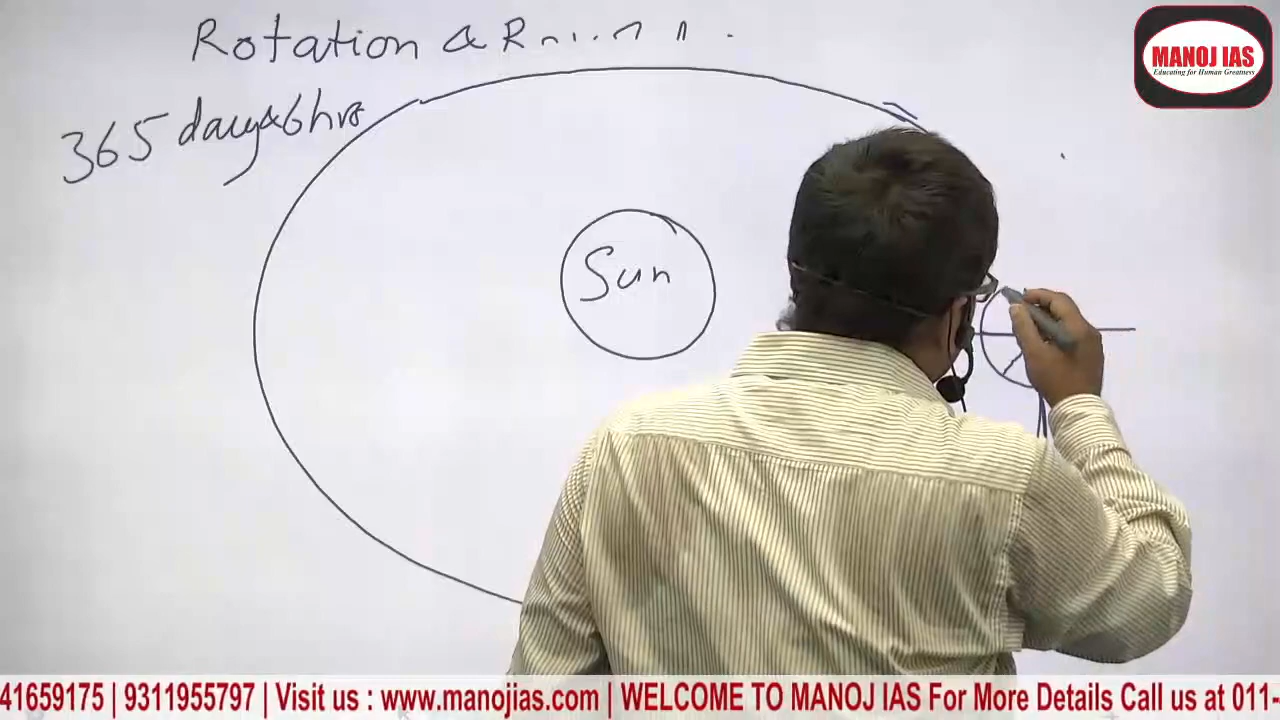 Rotation & R
365 days & 6 hrs
Sun
MANOJ IAS
Educating for Human Greatness
41659175 | 9311955797 | Visit us : www.manojias.com | WELCOME TO MANOJ IAS For More Details Call us at 011-